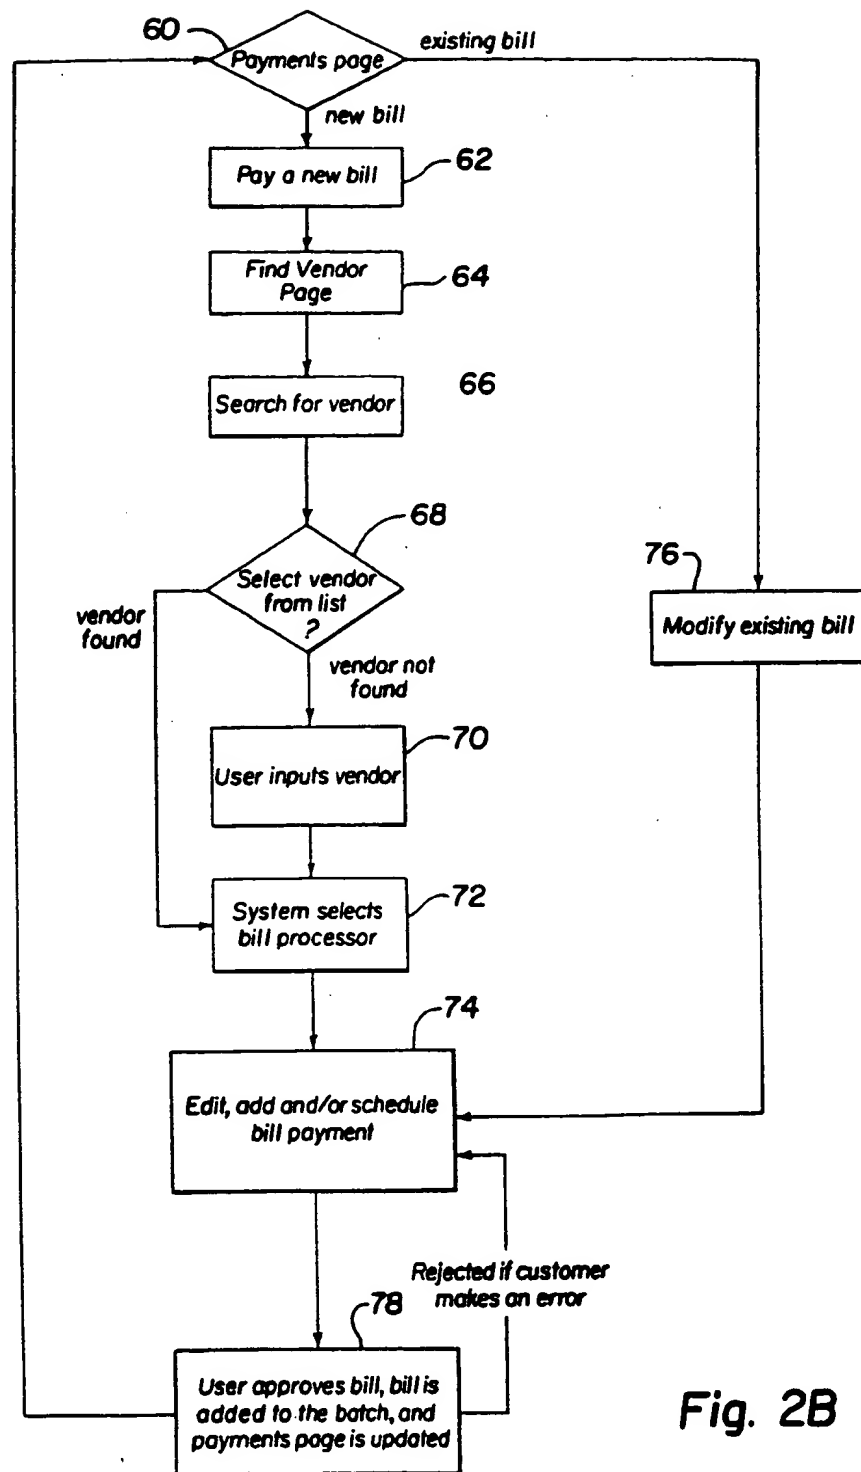 60
Payments page
existing bill
new bill
Pay a new bill
62
Find Vendor
Page
64
Search for vendor
66
68
Select vendor
from list
?
vendor
found
vendor not
found
76
Modify existing bill
User inputs vendor
70
System selects
bill processor
72
74
Edit, add and/or schedule
bill payment
Rejected if customer
makes an error
78
User approves bill, bill is
added to the batch, and
payments page is updated
Fig. 2B